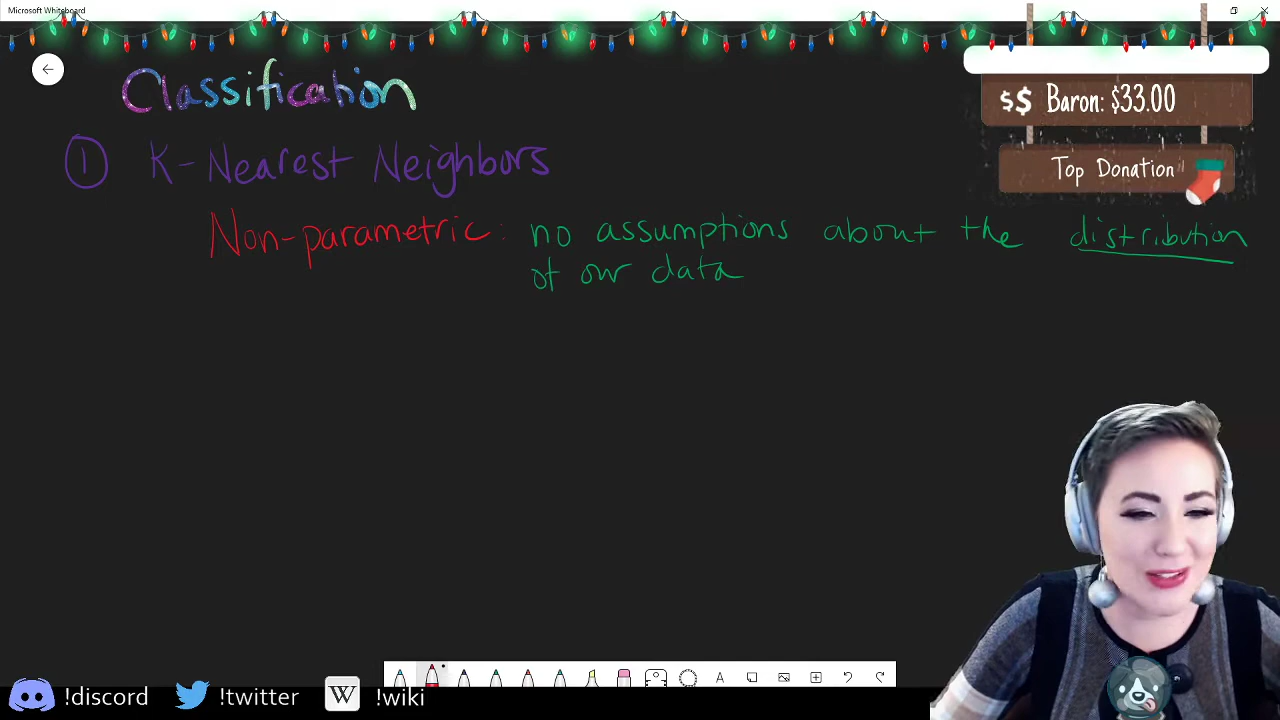 Microsoft Whiteboard
Classification
$$ Baron: $33.00
① K-Nearest Neighbors
Top Donation
Non-parametric: no assumptions about the distribution
of our data
A
!discord
!twitter
W !wiki